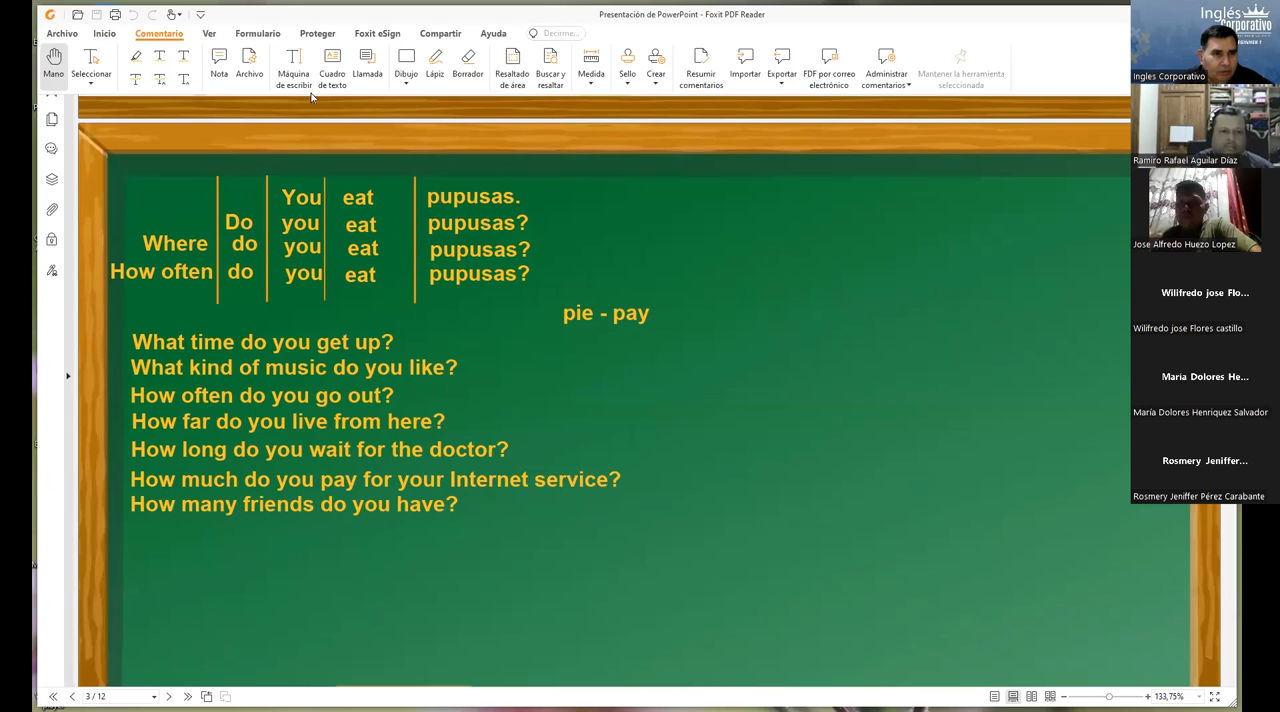 Presentación de PowerPoint - Foxit PDF Reader
Archivo Inicio Comentario Ver Formulario Proteger Foxit eSign Compartir Ayuda Decirme...
Mano Seleccionar Nota Archivo Máquina de escribir Cuadro de texto Llamada Dibujo Lápiz Borrador Resaltado de área Buscar y resaltar Medida Sello Crear Resumir comentarios Importar Exportar FDF por correo electrónico Administrar comentarios Mantener la herramienta seleccionada
You eat pupusas.
Do you eat pupusas?
Where do you eat pupusas?
How often do you eat pupusas?
pie - pay
What time do you get up?
What kind of music do you like?
How often do you go out?
How far do you live from here?
How long do you wait for the doctor?
How much do you pay for your Internet service?
How many friends do you have?
3 / 12
133,75%
Inglés
Corporativo
BEGINNER 1
Ingles Corporativo
Ramiro Rafael Aguilar Díaz
Jose Alfredo Huezo Lopez
Wilifredo jose Flo...
Wilifredo jose Flores castillo
Maria Dolores He...
María Dolores Henriquez Salvador
Rosmery Jeniffer...
Rosmery Jeniffer Pérez Carabante